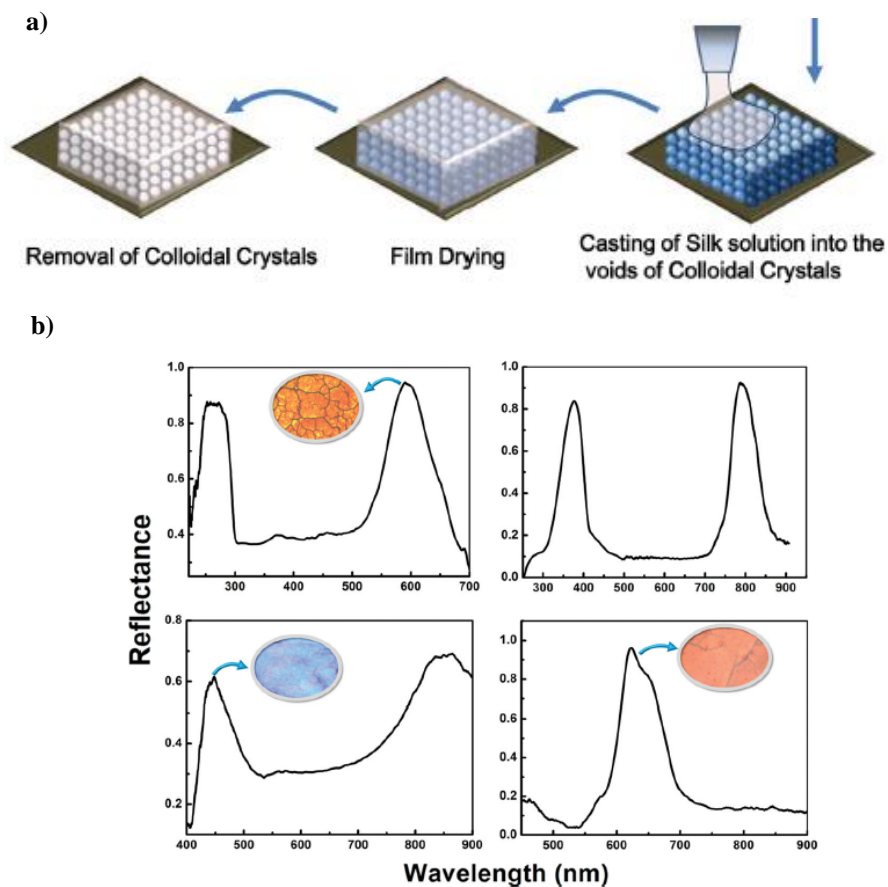 a)
Removal of Colloidal Crystals
Film Drying
Casting of Silk solution into the
voids of Colloidal Crystals
b)
Reflectance
1.0
0.8
0.6
0.4
300 400 500 600 700
1.0
0.8
0.6
0.4
0.2
0.0
300 400 500 600 700 800 900
0.8
0.6
0.4
0.2
400 500 600 700 800 900
1.0
0.8
0.6
0.4
0.2
0.0
500 600 700 800 900
Wavelength (nm)